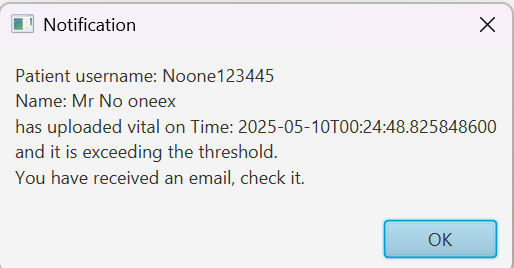 Notification
Patient username: Noone123445
Name: Mr No oneex
has uploaded vital on Time: 2025-05-10T00:24:48.825848600
and it is exceeding the threshold.
You have received an email, check it.
OK